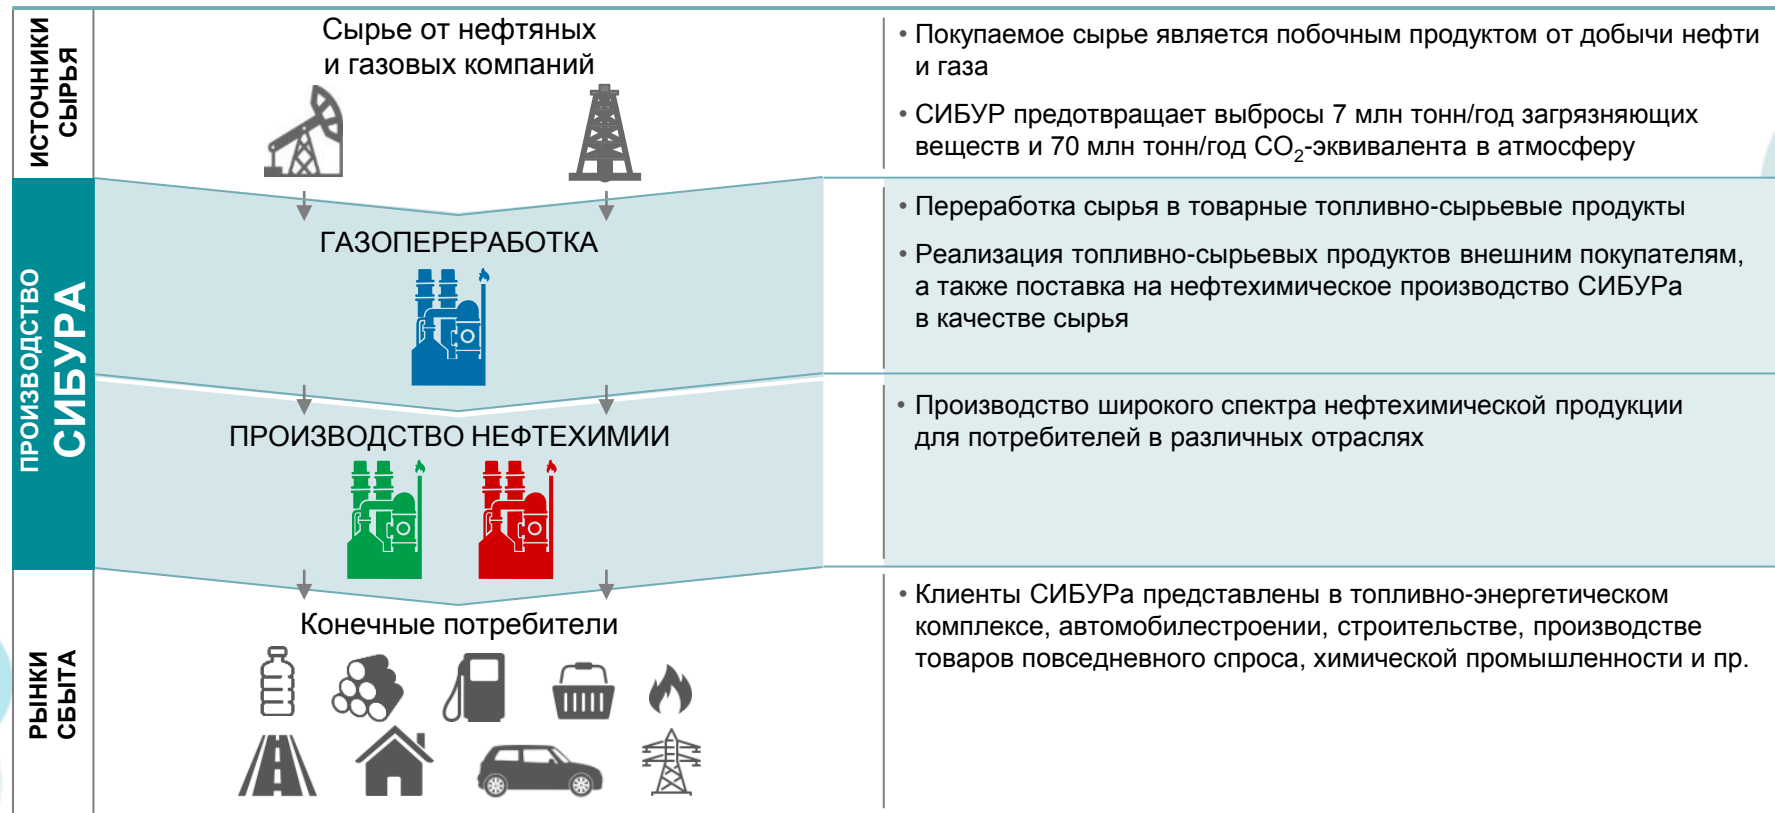 ИСТОЧНИКИ
СЫРЬЯ
Сырье от нефтяных
и газовых компаний
• Покупаемое сырье является побочным продуктом от добычи нефти
и газа
• СИБУР предотвращает выбросы 7 млн тонн/год загрязняющих
веществ и 70 млн тонн/год CO₂-эквивалента в атмосферу
ПРОИЗВОДСТВО
СИБУРА
ГАЗОПЕРЕРАБОТКА
• Переработка сырья в товарные топливно-сырьевые продукты
• Реализация топливно-сырьевых продуктов внешним покупателям,
а также поставка на нефтехимическое производство СИБУРа
в качестве сырья
ПРОИЗВОДСТВО НЕФТЕХИМИИ
• Производство широкого спектра нефтехимической продукции
для потребителей в различных отраслях
РЫНКИ
СБЫТА
Конечные потребители
• Клиенты СИБУРа представлены в топливно-энергетическом
комплексе, автомобилестроении, строительстве, производстве
товаров повседневного спроса, химической промышленности и пр.